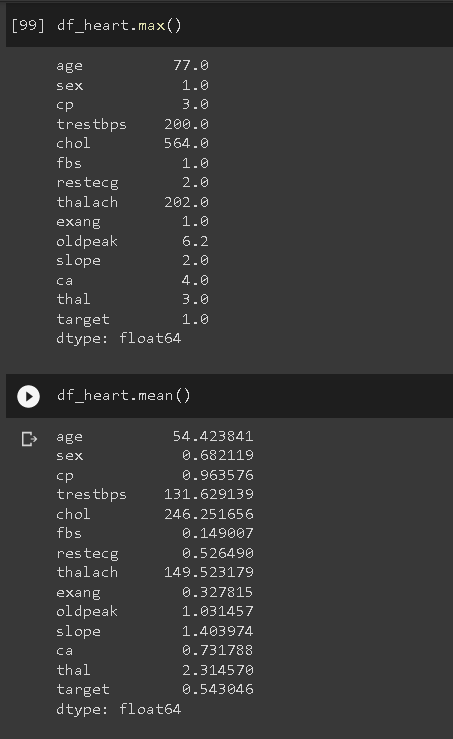 [99] df_heart.max()
age 77.0
sex 1.0
cp 3.0
trestbps 200.0
chol 564.0
fbs 1.0
restecg 2.0
thalach 202.0
exang 1.0
oldpeak 6.2
slope 2.0
ca 4.0
thal 3.0
target 1.0
dtype: float64
df_heart.mean()
age 54.423841
sex 0.682119
cp 0.963576
trestbps 131.629139
chol 246.251656
fbs 0.149007
restecg 0.526490
thalach 149.523179
exang 0.327815
oldpeak 1.031457
slope 1.403974
ca 0.731788
thal 2.314570
target 0.543046
dtype: float64